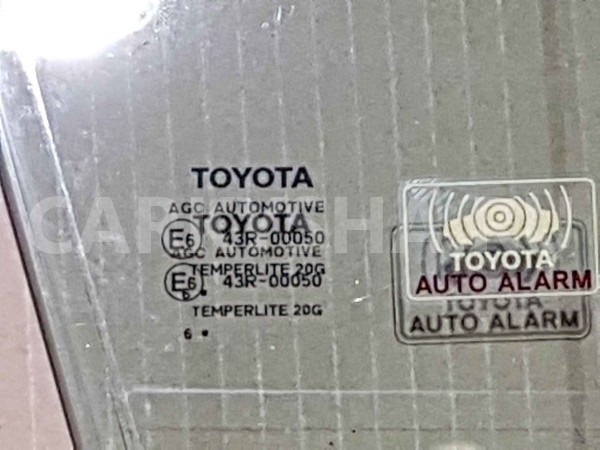 TOYOTA
AGC AUTOMOTIVE
TOYOTA
E6 43R-00050
AGC AUTOMOTIVE
TEMPERLITE 20G
E6 43R-00050
6 •
TEMPERLITE 20G
6 •
TOYOTA
AUTO ALARM
TOYOTA
AUTO ALARM